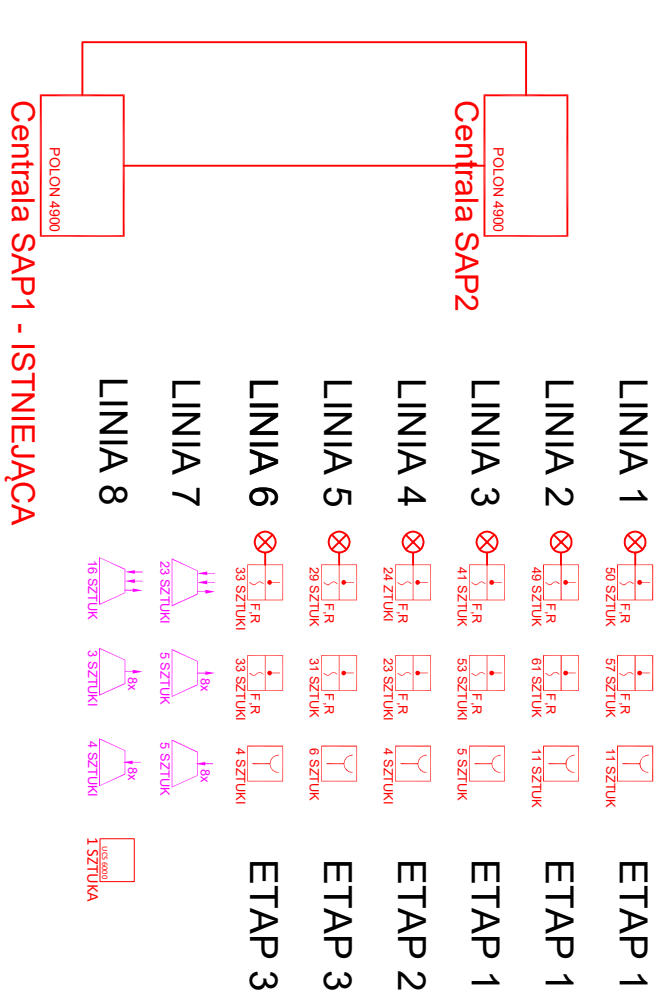 POLON 4900
Centrala SAP2
POLON 4900
Centrala SAP1 - ISTNIEJĄCA
LINIA 1
F,R
50 SZTUK
F,R
57 SZTUK
11 SZTUK
ETAP 1
LINIA 2
F,R
49 SZTUK
F,R
61 SZTUK
11 SZTUK
ETAP 1
LINIA 3
F,R
41 SZTUK
F,R
53 SZTUK
5 SZTUK
ETAP 1
LINIA 4
F,R
24 ZTUKI
F,R
23 SZTUKI
4 SZTUKI
ETAP 2
LINIA 5
F,R
29 SZTUK
F,R
31 SZTUK
6 SZTUK
ETAP 3
LINIA 6
F,R
33 SZTUKI
F,R
33 SZTUKI
4 SZTUKI
ETAP 3
LINIA 7
23 SZTUKI
8x
5 SZTUK
8x
5 SZTUK
LINIA 8
16 SZTUK
8x
3 SZTUKI
8x
4 SZTUKI
UCS 6000
1 SZTUKA